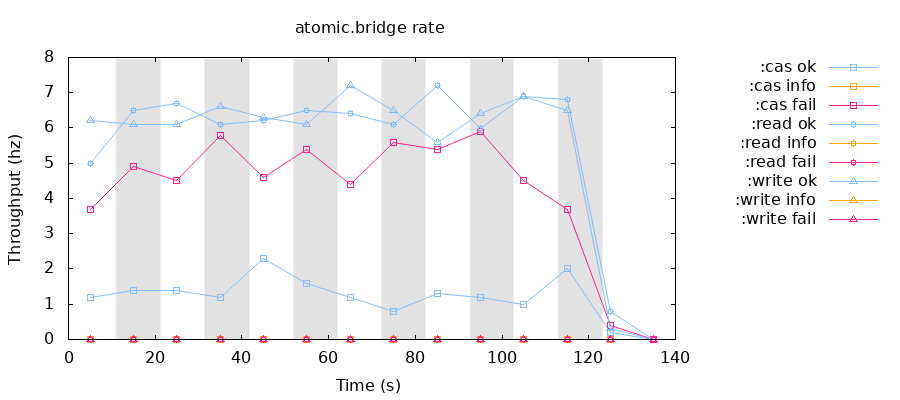 atomic.bridge rate
Throughput (hz)
8
7
6
5
4
3
2
1
0
0 20 40 60 80 100 120 140
Time (s)
:cas ok
:cas info
:cas fail
:read ok
:read info
:read fail
:write ok
:write info
:write fail